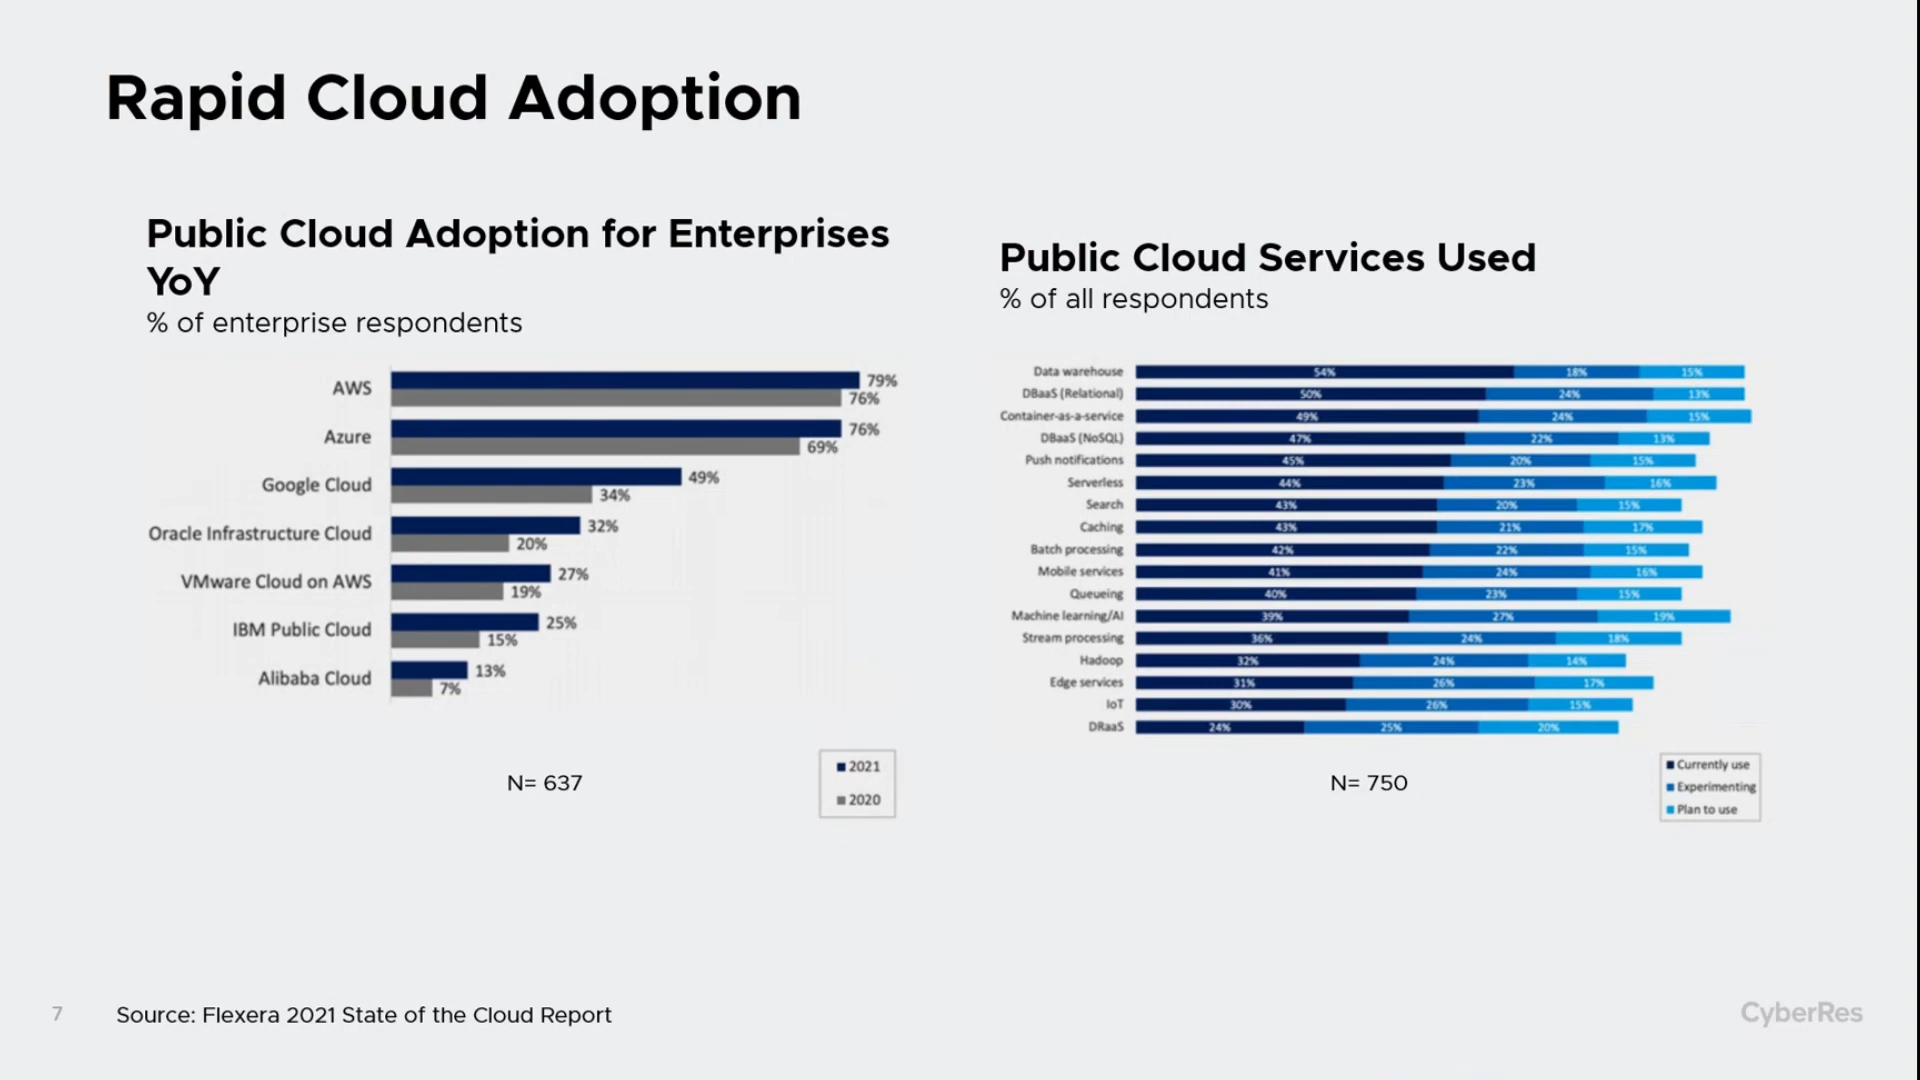 Rapid Cloud Adoption
Public Cloud Adoption for Enterprises
YoY
% of enterprise respondents
AWS 79% 76%
Azure 76% 69%
Google Cloud 49% 34%
Oracle Infrastructure Cloud 32% 20%
VMware Cloud on AWS 27% 19%
IBM Public Cloud 25% 15%
Alibaba Cloud 13% 7%
N= 637
2021
2020
Public Cloud Services Used
% of all respondents
Data warehouse 54% 18% 15%
DBaaS (Relational) 50% 24% 13%
Container-as-a-service 49% 24% 15%
DBaaS (NoSQL) 47% 22% 13%
Push notifications 45% 20% 15%
Serverless 44% 23% 16%
Search 43% 20% 15%
Caching 43% 21% 17%
Batch processing 42% 22% 15%
Mobile services 41% 24% 16%
Queueing 40% 23% 15%
Machine learning/AI 39% 27% 19%
Stream processing 36% 24% 18%
Hadoop 32% 24% 14%
Edge services 31% 26% 17%
IoT 30% 26% 15%
DRaaS 24% 25% 20%
N= 750
Currently use
Experimenting
Plan to use
7
Source: Flexera 2021 State of the Cloud Report
CyberRes